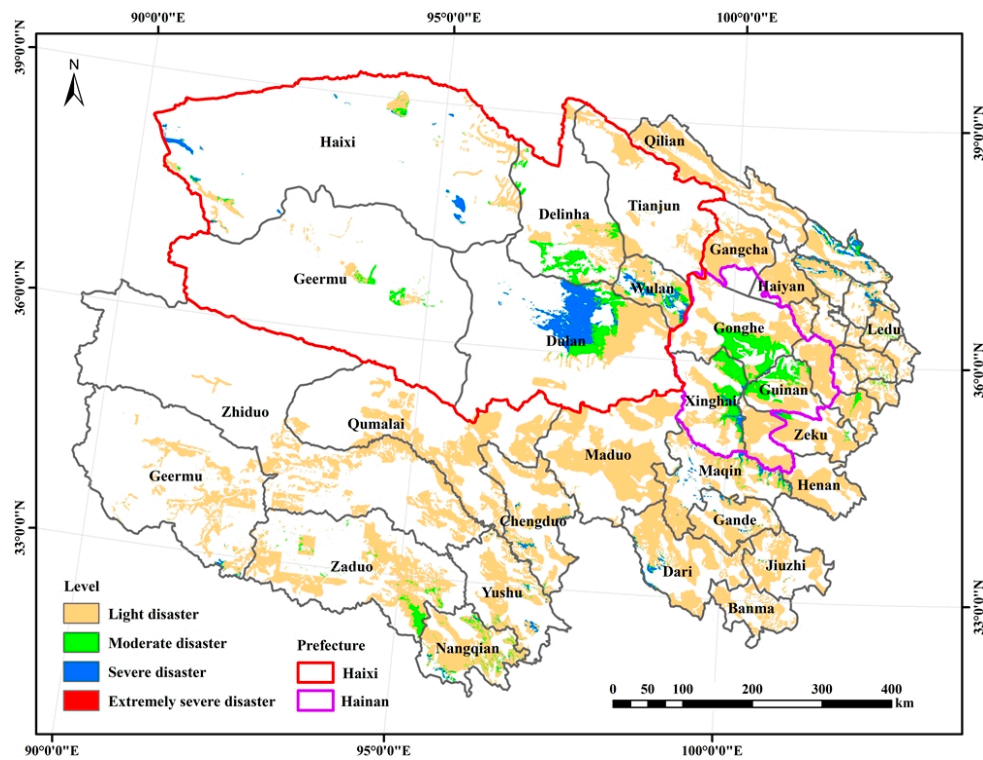 90°0'0"E 95°0'0"E 100°0'0"E
39°0'0"N
39°0'0"N
36°0'0"N
36°0'0"N
33°0'0"N
33°0'0"N
N
Haixi
Qilian
Delinha
Tianjun
Gangcha
Geermu
Wulan
Haiyan
Gonghe
Ledu
Dulan
Guinan
Xinghai
Zhiduo
Qumalai
Zeku
Maduo
Maqin
Geermu
Henan
Chengduo
Gande
Zaduo
Dari
Jiuzhi
Yushu
Banma
Nangqian
Level
Light disaster
Moderate disaster
Severe disaster
Extremely severe disaster
Prefecture
Haixi
Hainan
0 50 100 200 300 400
km
90°0'0"E 95°0'0"E 100°0'0"E